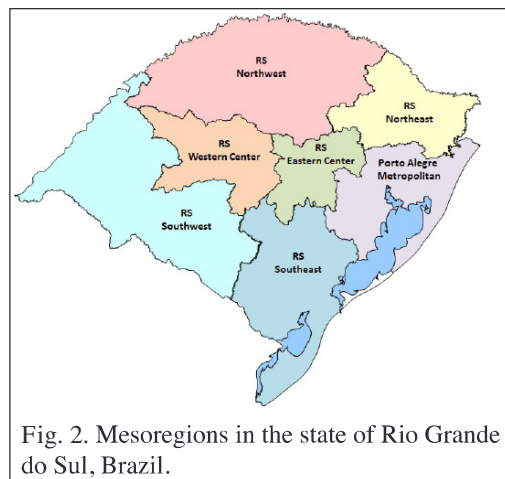 RS
Northwest
RS
Northeast
RS
Western Center
RS
Eastern Center
Porto Alegre
Metropolitan
RS
Southwest
RS
Southeast
Fig. 2. Mesoregions in the state of Rio Grande
do Sul, Brazil.